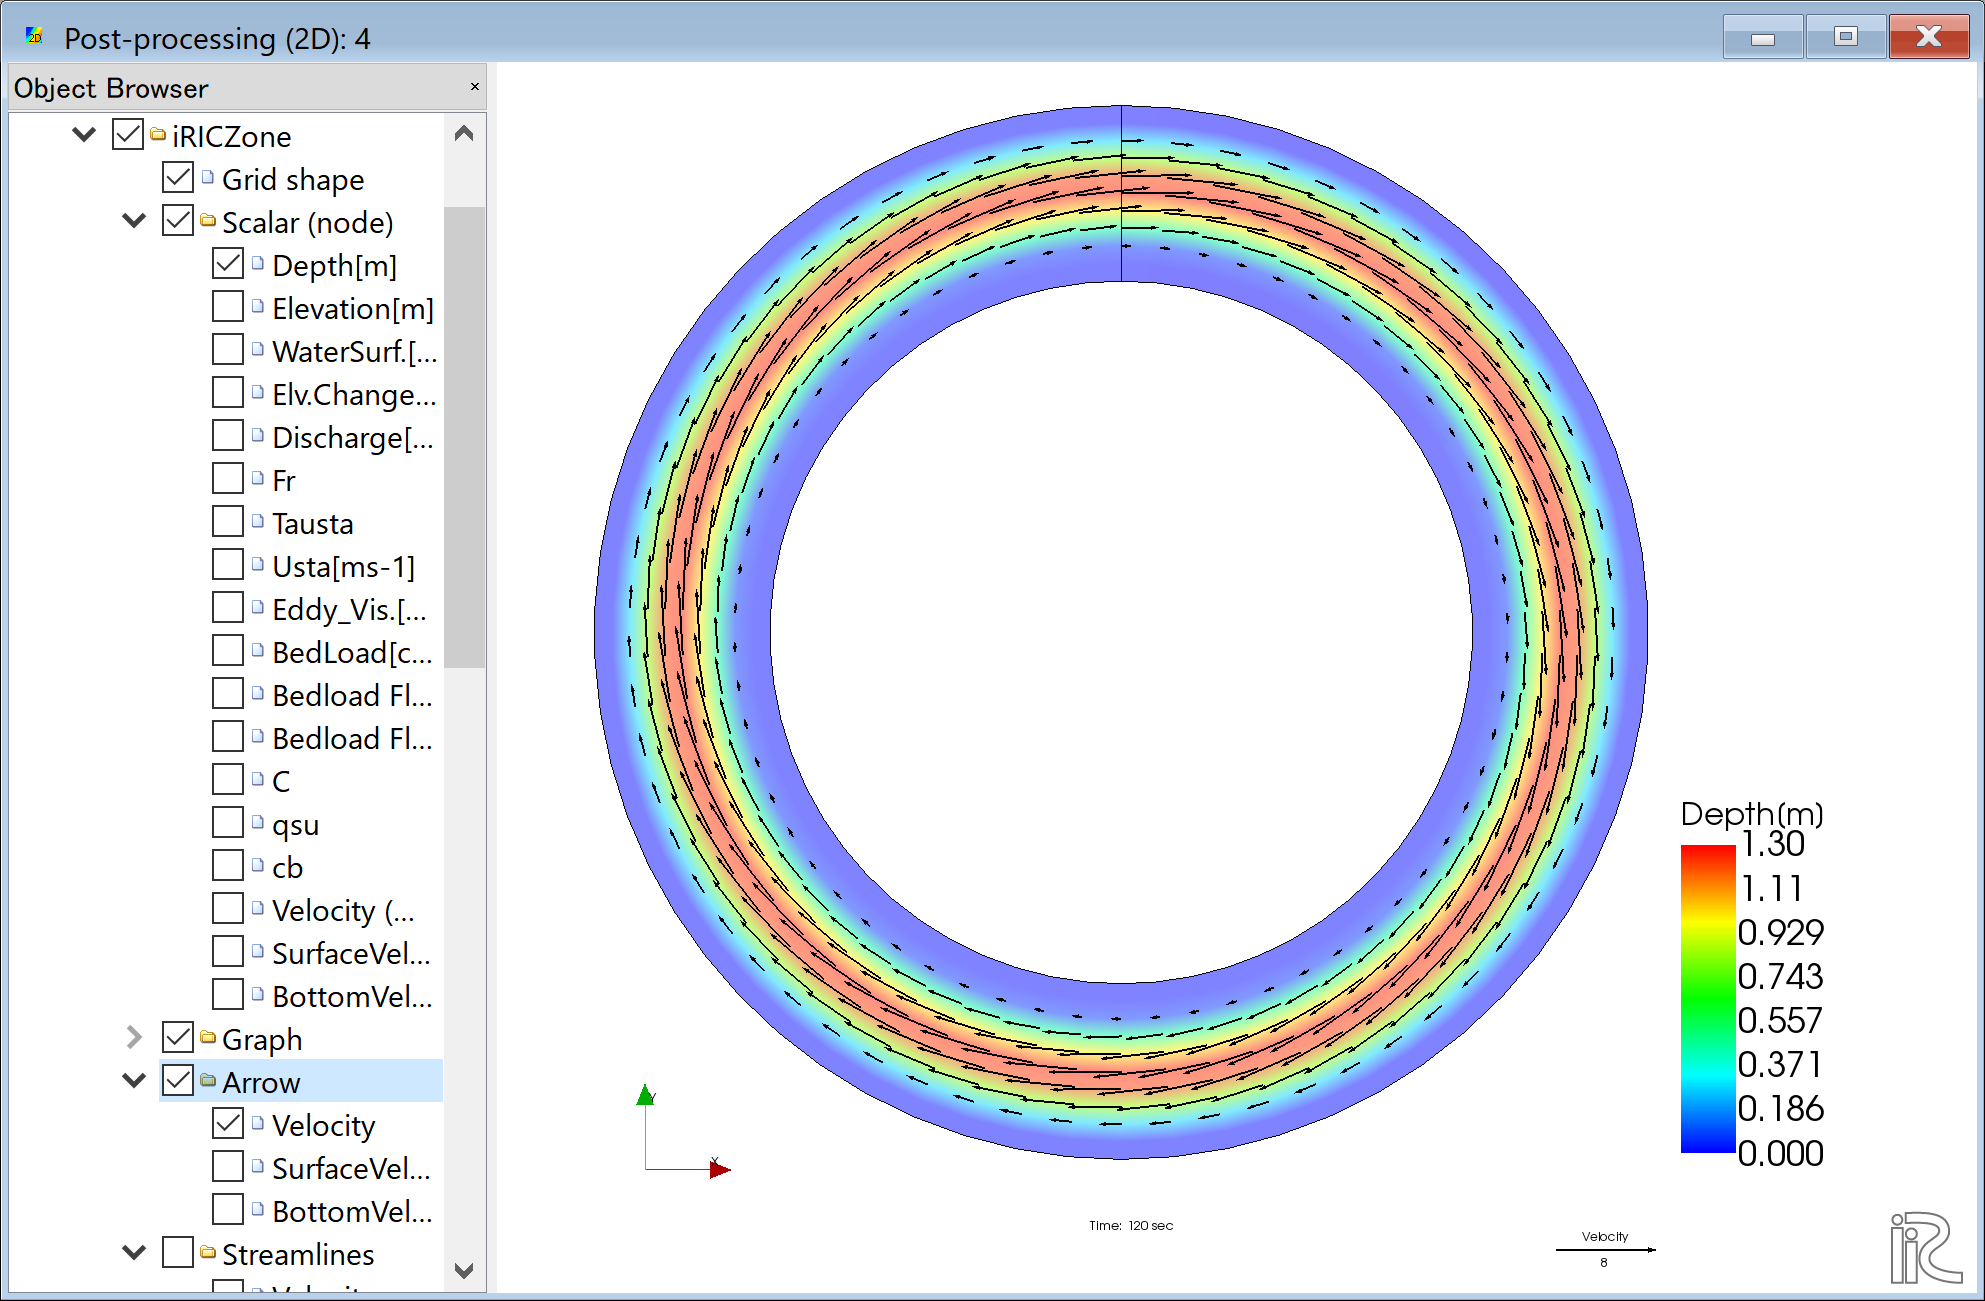 Post-processing (2D): 4
Object Browser
iRICZone
Grid shape
Scalar (node)
Depth[m]
Elevation[m]
WaterSurf.[...
Elv.Change...
Discharge[...
Fr
Tausta
Usta[ms-1]
Eddy_Vis.[...
BedLoad[c...
Bedload Fl...
Bedload Fl...
C
qsu
cb
Velocity (...
SurfaceVel...
BottomVel...
Graph
Arrow
Velocity
SurfaceVel...
BottomVel...
Streamlines
Y
X
Time: 120 sec
Depth(m)
1.30
1.11
0.929
0.743
0.557
0.371
0.186
0.000
Velocity
8
iRIC